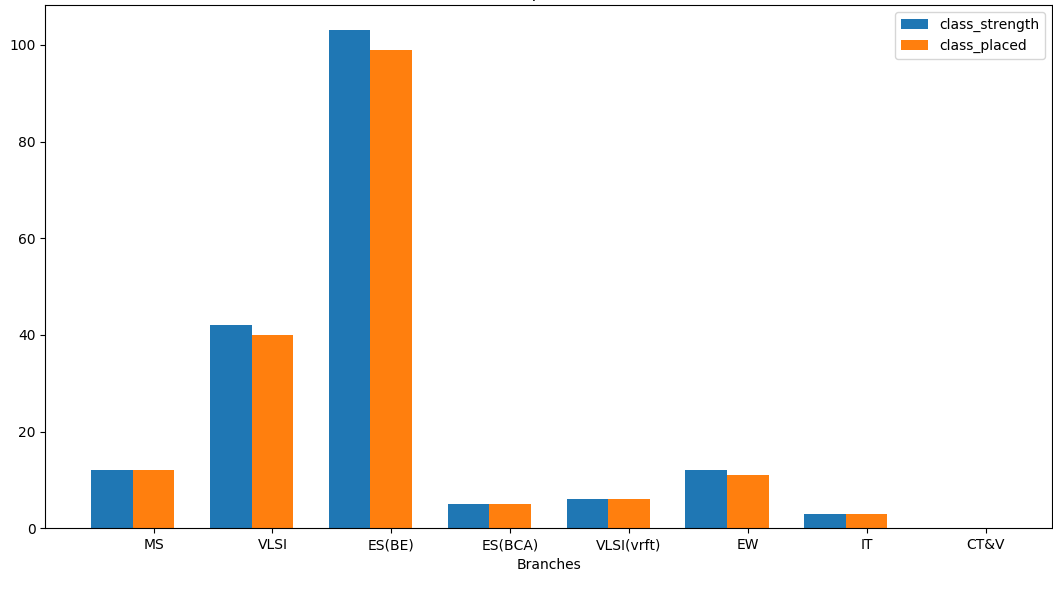 class_strength
class_placed
100
80
60
40
20
0
MS VLSI ES(BE) ES(BCA) VLSI(vrft) EW IT CT&V
Branches